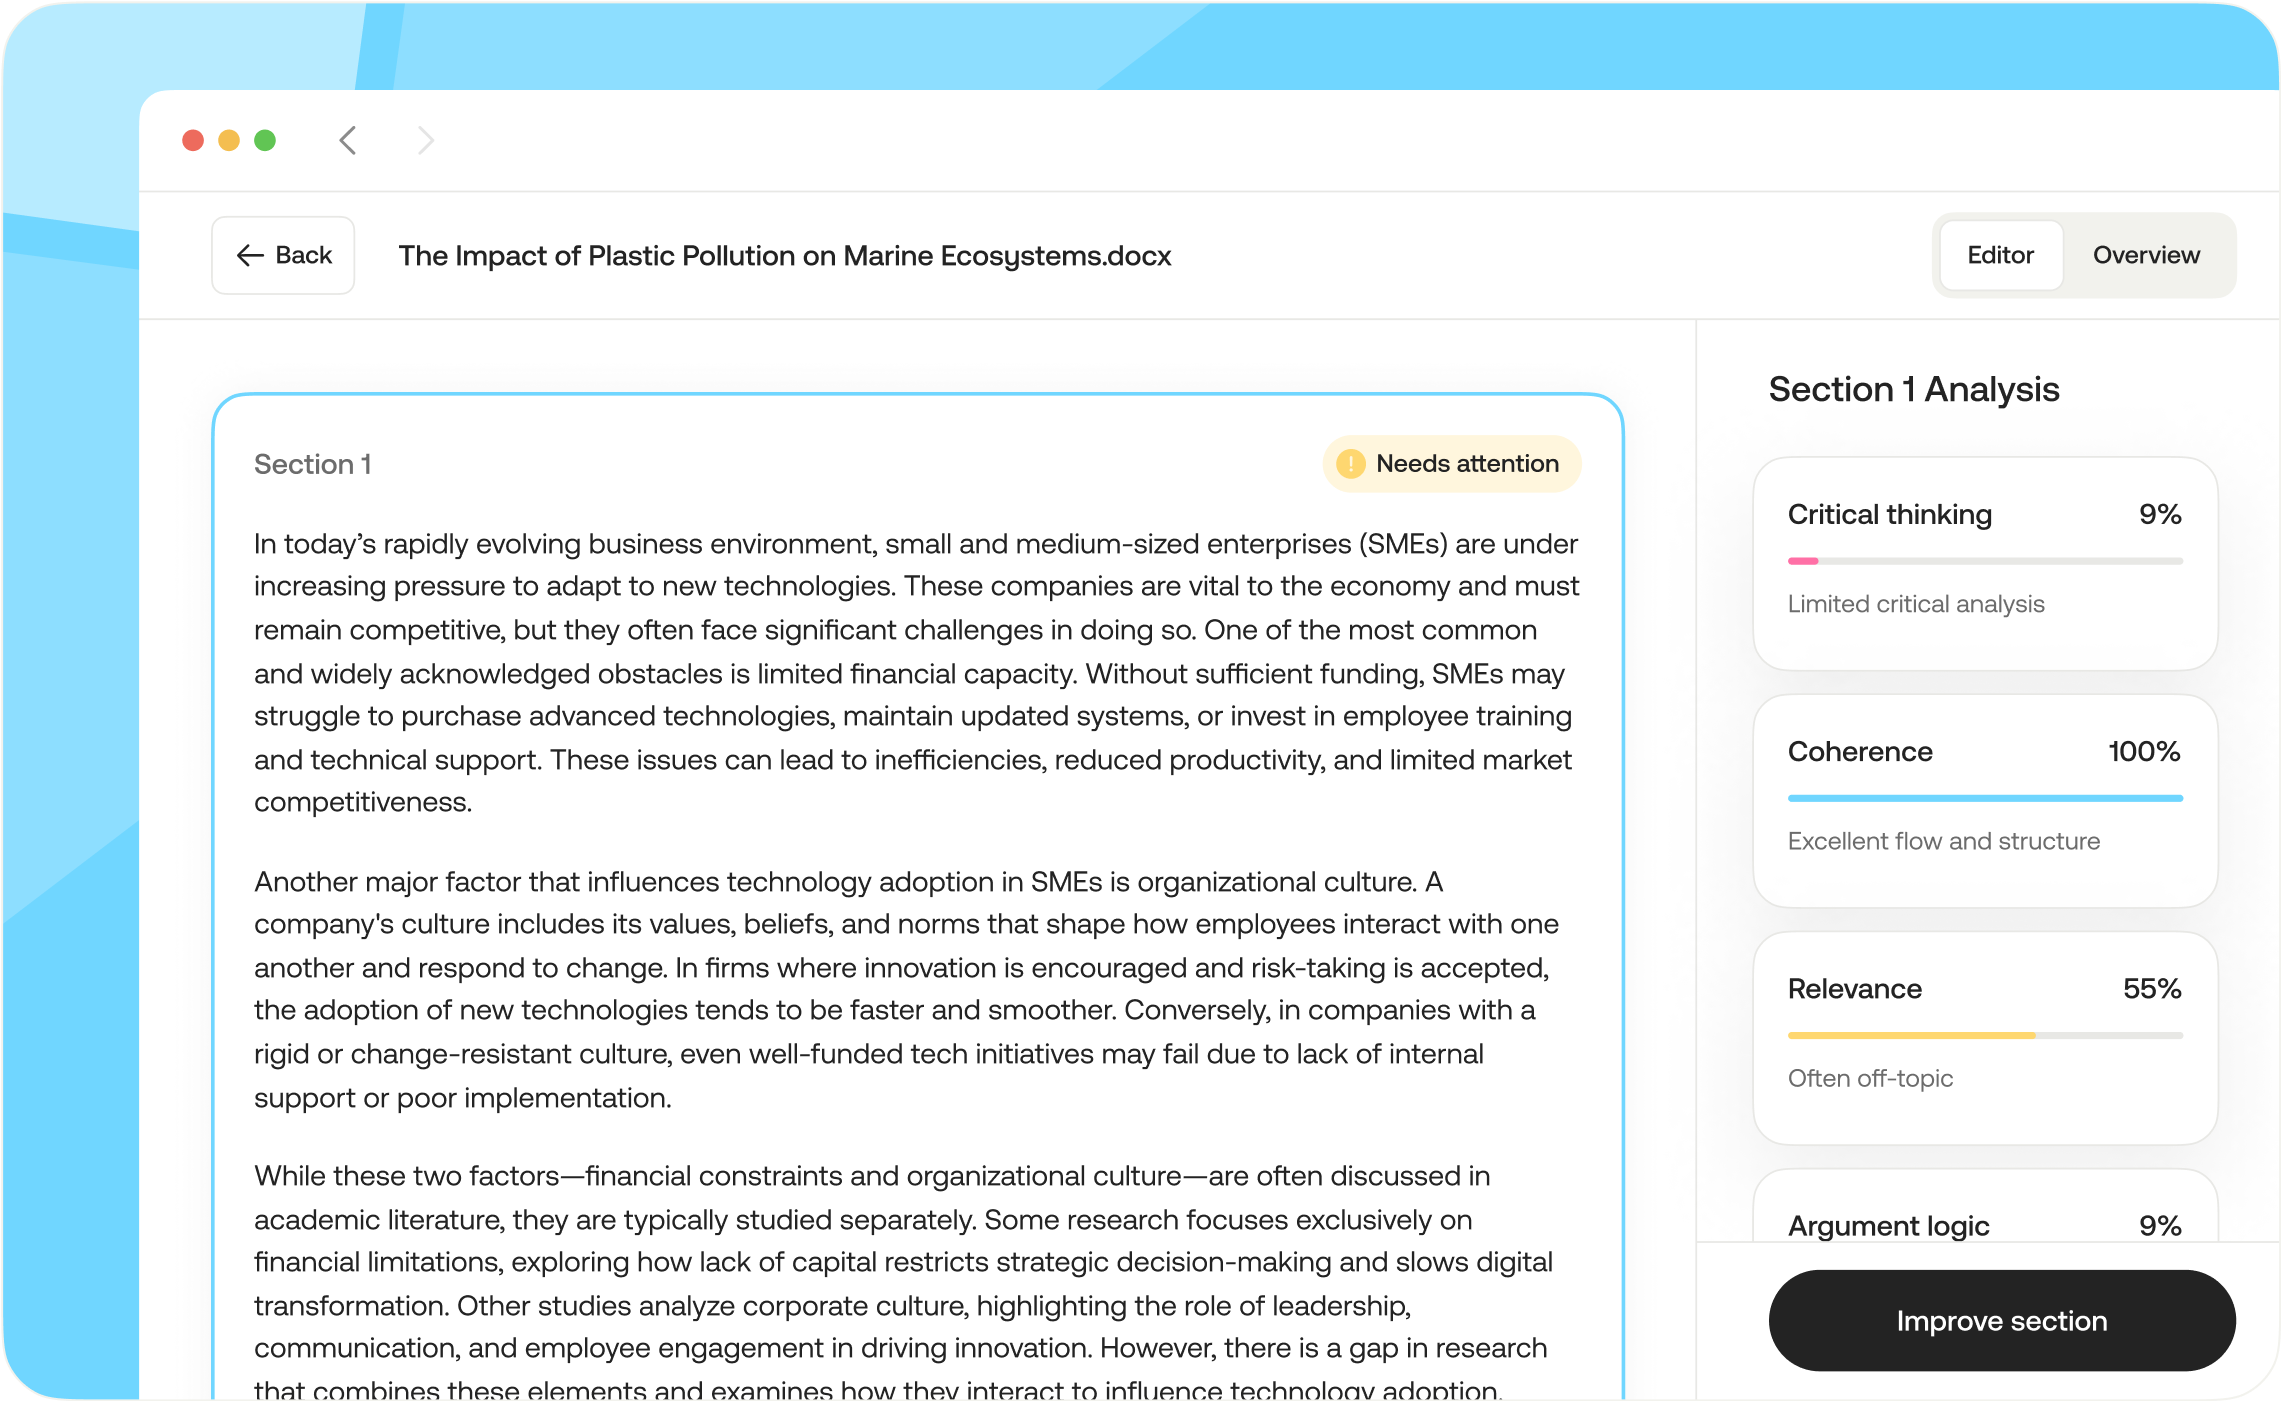 Back
The Impact of Plastic Pollution on Marine Ecosystems.docx
Editor
Overview
Section 1
Needs attention
In today’s rapidly evolving business environment, small and medium-sized enterprises (SMEs) are under
increasing pressure to adapt to new technologies. These companies are vital to the economy and must
remain competitive, but they often face significant challenges in doing so. One of the most common
and widely acknowledged obstacles is limited financial capacity. Without sufficient funding, SMEs may
struggle to purchase advanced technologies, maintain updated systems, or invest in employee training
and technical support. These issues can lead to inefficiencies, reduced productivity, and limited market
competitiveness.
Another major factor that influences technology adoption in SMEs is organizational culture. A
company's culture includes its values, beliefs, and norms that shape how employees interact with one
another and respond to change. In firms where innovation is encouraged and risk-taking is accepted,
the adoption of new technologies tends to be faster and smoother. Conversely, in companies with a
rigid or change-resistant culture, even well-funded tech initiatives may fail due to lack of internal
support or poor implementation.
While these two factors—financial constraints and organizational culture—are often discussed in
academic literature, they are typically studied separately. Some research focuses exclusively on
financial limitations, exploring how lack of capital restricts strategic decision-making and slows digital
transformation. Other studies analyze corporate culture, highlighting the role of leadership,
communication, and employee engagement in driving innovation. However, there is a gap in research
that combines these elements and examines how they interact to influence technology adoption.
Section 1 Analysis
Critical thinking 9%
Limited critical analysis
Coherence 100%
Excellent flow and structure
Relevance 55%
Often off-topic
Argument logic 9%
Improve section